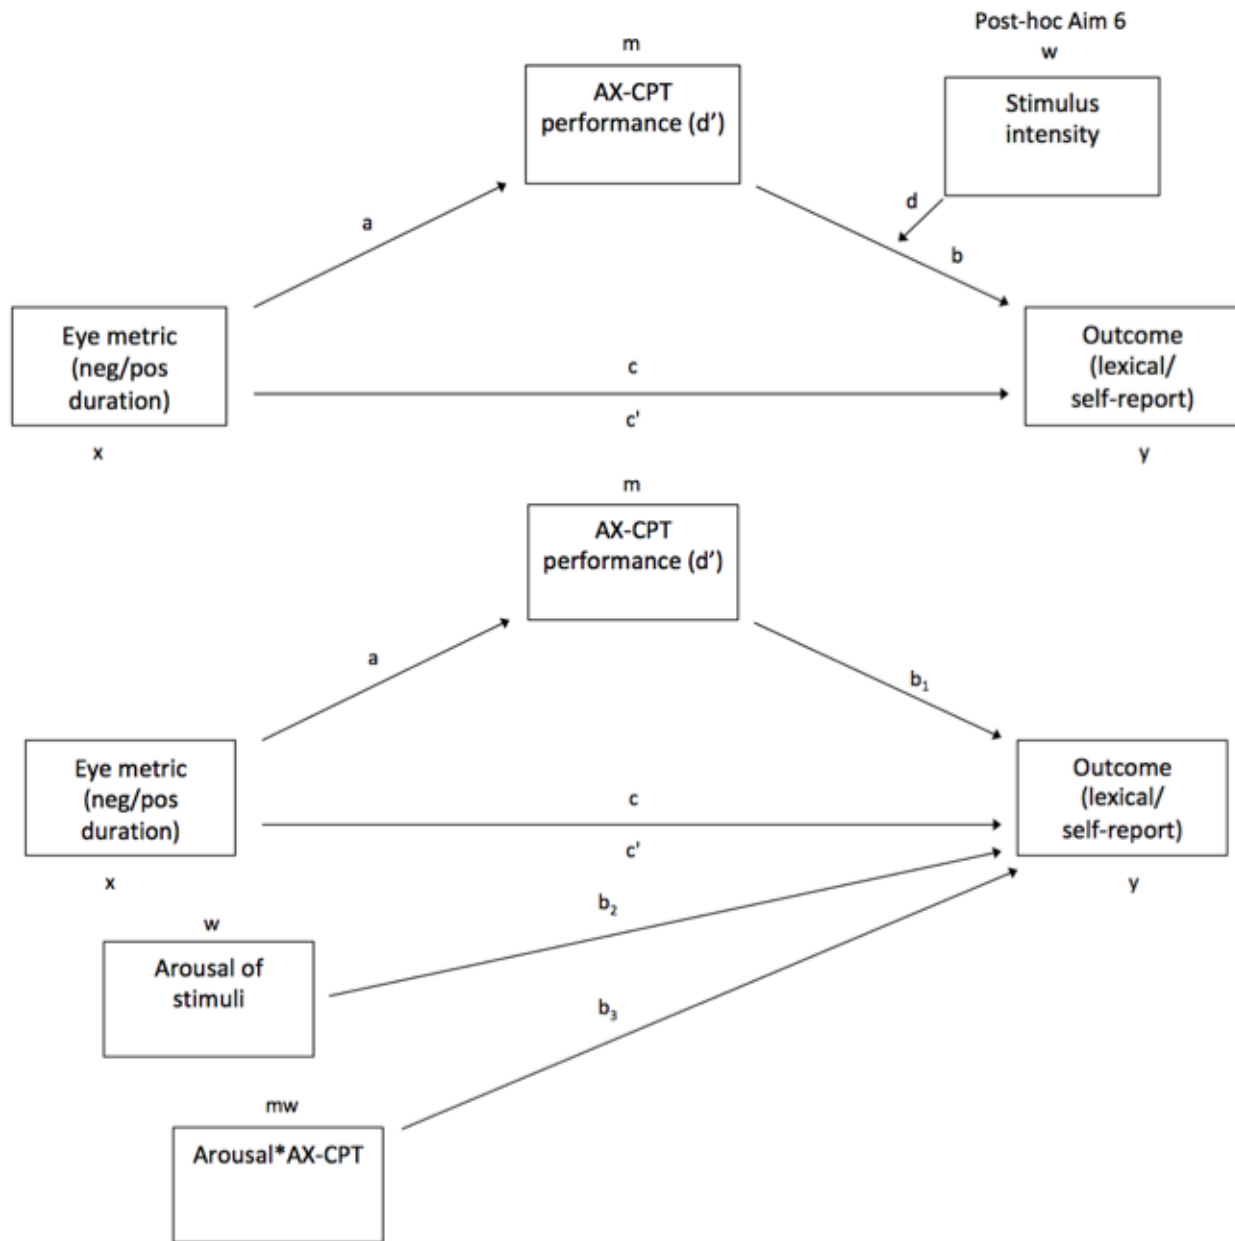 Post-hoc Aim 6
m
w
AX-CPT
performance (d')
Stimulus
intensity
d
a
b
Eye metric
(neg/pos
duration)
c
c'
Outcome
(lexical/
self-report)
x
y
m
AX-CPT
performance (d')
a
b₁
Eye metric
(neg/pos
duration)
c
c'
Outcome
(lexical/
self-report)
x
y
w
b₂
Arousal of
stimuli
b₃
mw
Arousal*AX-CPT